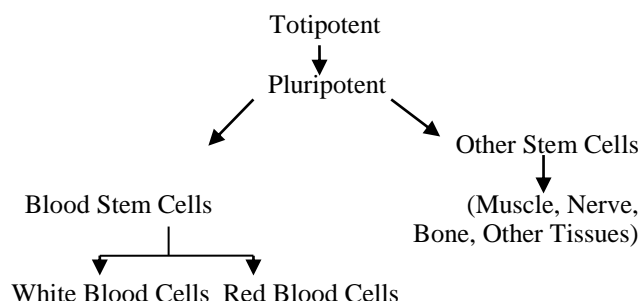 Totipotent
Pluripotent
Other Stem Cells
Blood Stem Cells
(Muscle, Nerve,
Bone, Other Tissues)
White Blood Cells Red Blood Cells